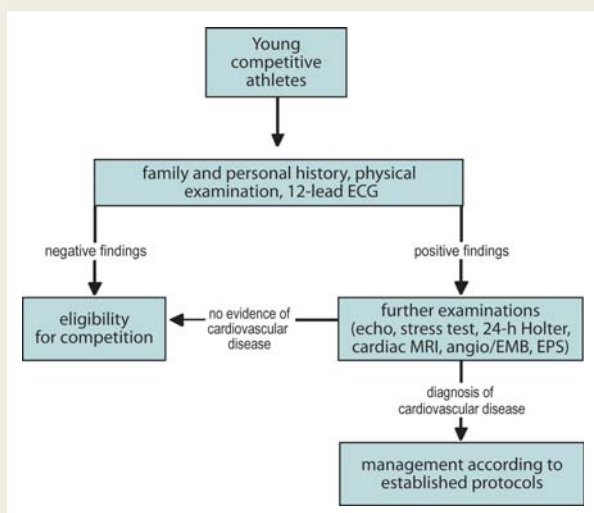 Young
competitive
athletes
family and personal history, physical
examination, 12-lead ECG
negative findings
positive findings
eligibility
for competition
no evidence of
cardiovascular
disease
further examinations
(echo, stress test, 24-h Holter,
cardiac MRI, angio/EMB, EPS)
diagnosis of
cardiovascular disease
management according to
established protocols